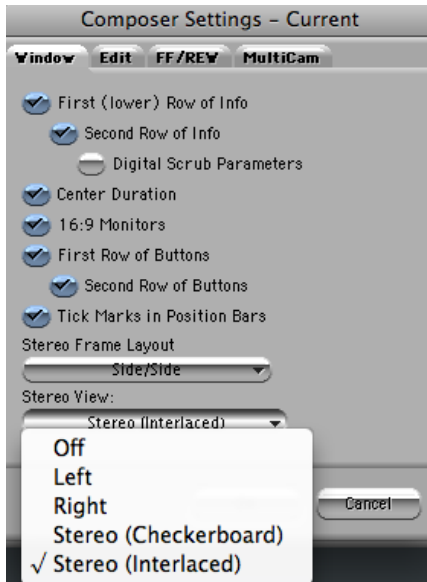 Composer Settings – Current
Window Edit FF/REW MultiCam
First (lower) Row of Info
Second Row of Info
Digital Scrub Parameters
Center Duration
16:9 Monitors
First Row of Buttons
Second Row of Buttons
Tick Marks in Position Bars
Stereo Frame Layout
Side/Side
Stereo View:
Stereo (Interlaced)
Off
Left
Right
Stereo (Checkerboard)
√ Stereo (Interlaced)
Cancel